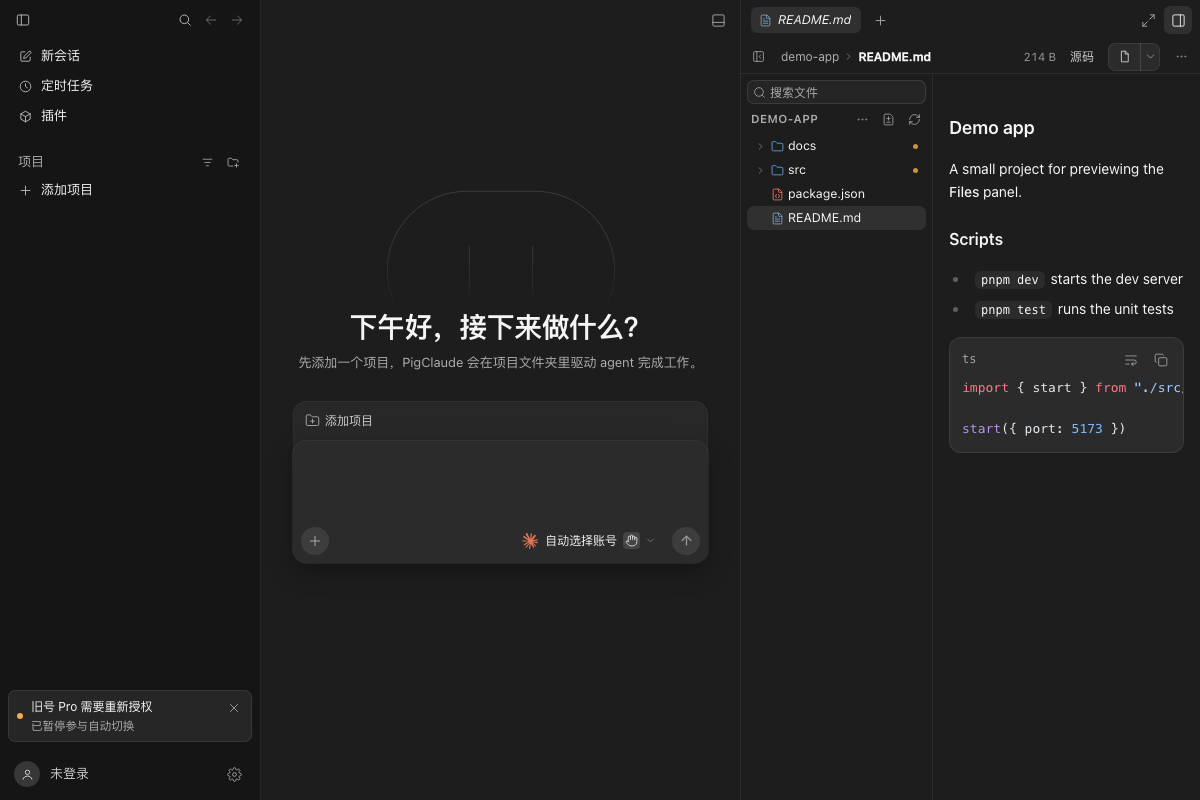 新会话
定时任务
插件
项目
添加项目
旧号 Pro 需要重新授权
已暂停参与自动切换
未登录
下午好，接下来做什么?
先添加一个项目，PigClaude 会在项目文件夹里驱动 agent 完成工作。
添加项目
自动选择账号
README.md
demo-app README.md 214 B 源码
搜索文件
DEMO-APP
docs
src
package.json
README.md
Demo app
A small project for previewing the
Files panel.
Scripts
pnpm dev starts the dev server
pnpm test runs the unit tests
ts
import { start } from "./src/
start({ port: 5173 })